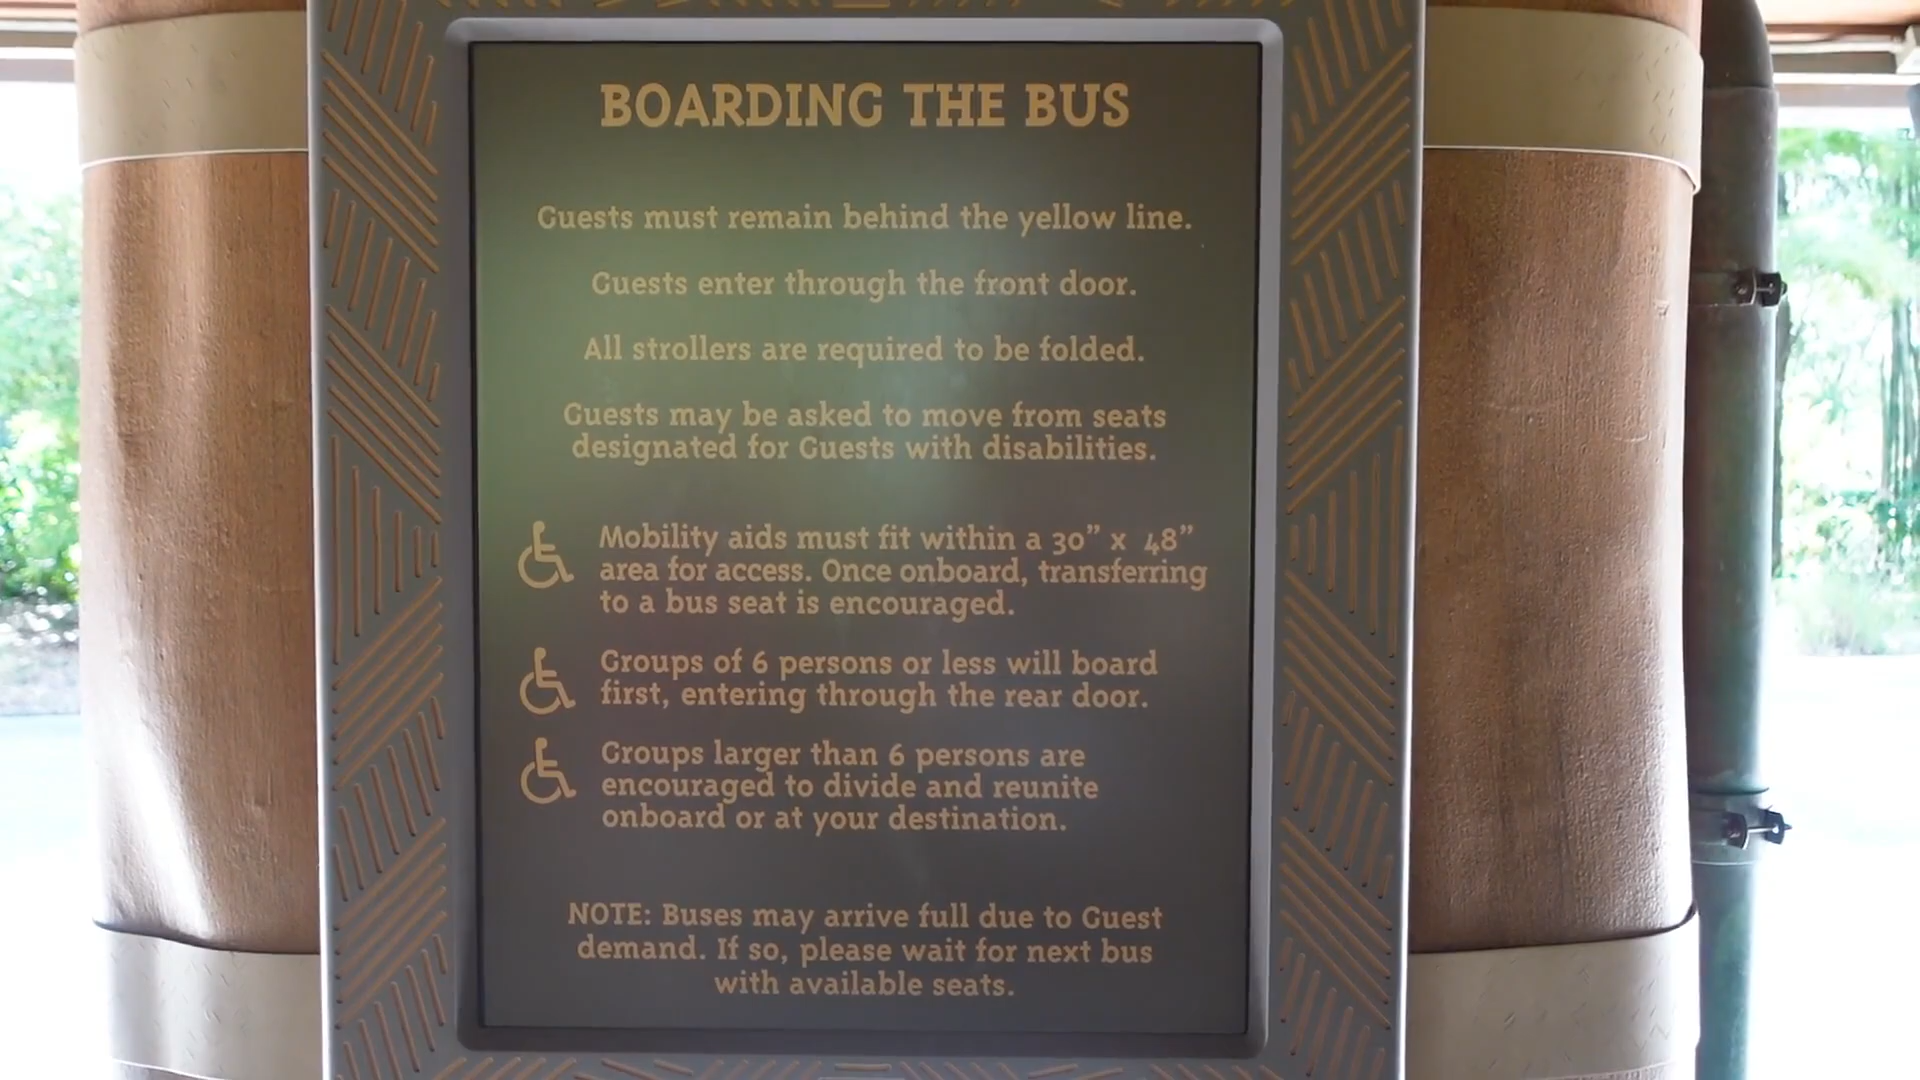 BOARDING THE BUS
Guests must remain behind the yellow line.
Guests enter through the front door.
All strollers are required to be folded.
Guests may be asked to move from seats
designated for Guests with disabilities.
Mobility aids must fit within a 30” x 48”
area for access. Once onboard, transferring
to a bus seat is encouraged.
Groups of 6 persons or less will board
first, entering through the rear door.
Groups larger than 6 persons are
encouraged to divide and reunite
onboard or at your destination.
NOTE: Buses may arrive full due to Guest
demand. If so, please wait for next bus
with available seats.